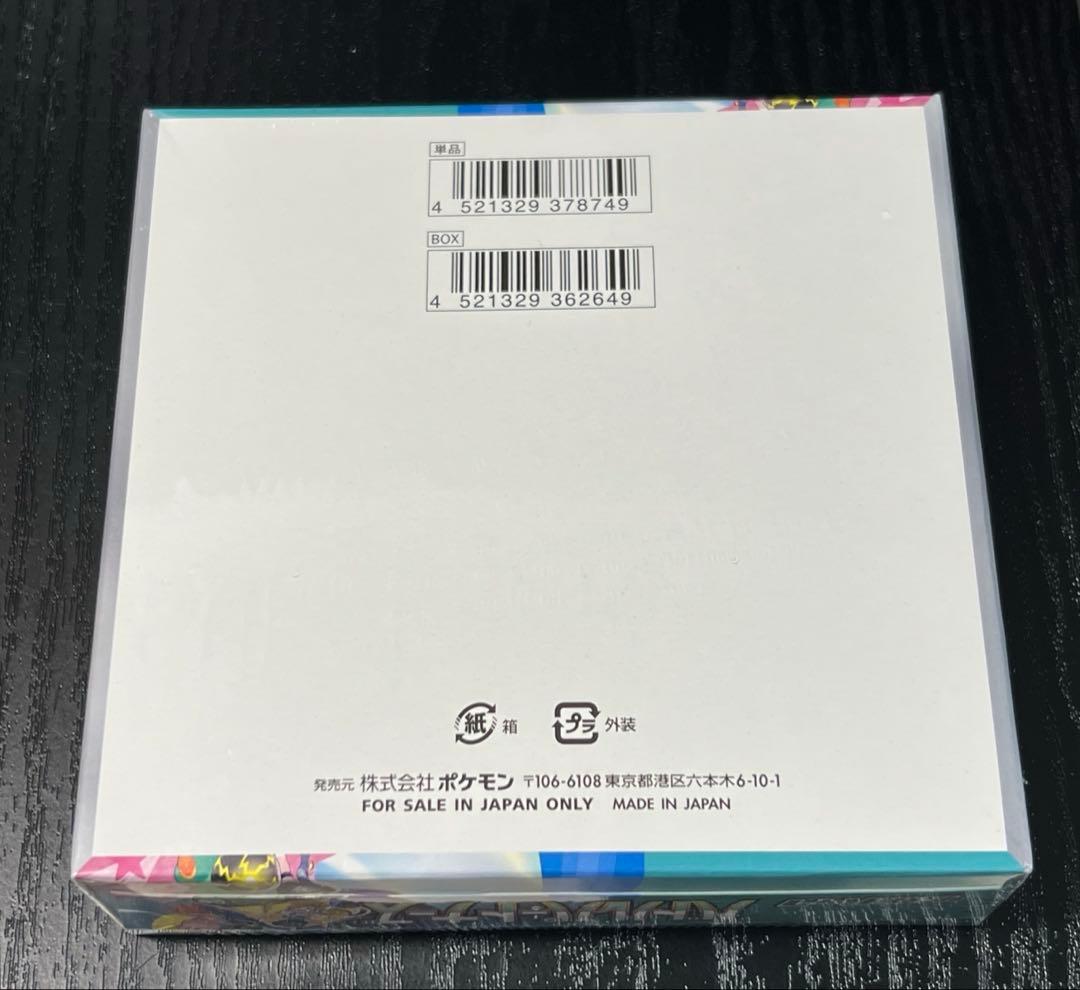 単品
4 521329 378749
BOX
4 521329 362649
紙 箱 プラ 外装
発売元 株式会社ポケモン 〒106-6108 東京都港区六本木6-10-1
FOR SALE IN JAPAN ONLY MADE IN JAPAN